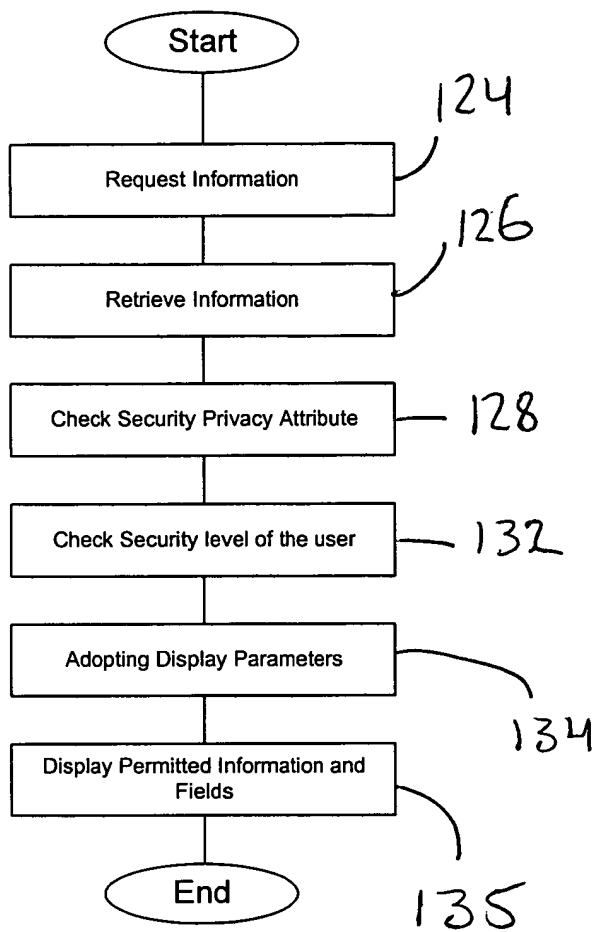 Start
124
Request Information
126
Retrieve Information
Check Security Privacy Attribute
128
Check Security level of the user
132
Adopting Display Parameters
134
Display Permitted Information and
Fields
End
135